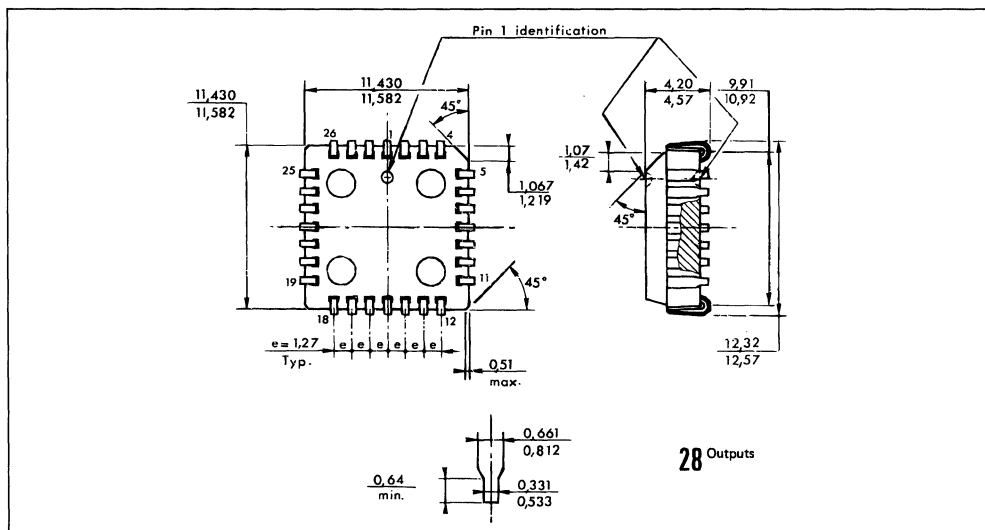 Pin 1 identification
11,430
11,582
11,430
11,582
45°
26
1
4
25
5
1,067
1,219
19
11
45°
18
12
e = 1,27
Typ.
e
e
e
e
e
0,51
max.
4,20
4,57
9,91
10,92
1,07
1,42
45°
12,32
12,57
0,661
0,812
0,64
min.
0,331
0,533
28 Outputs